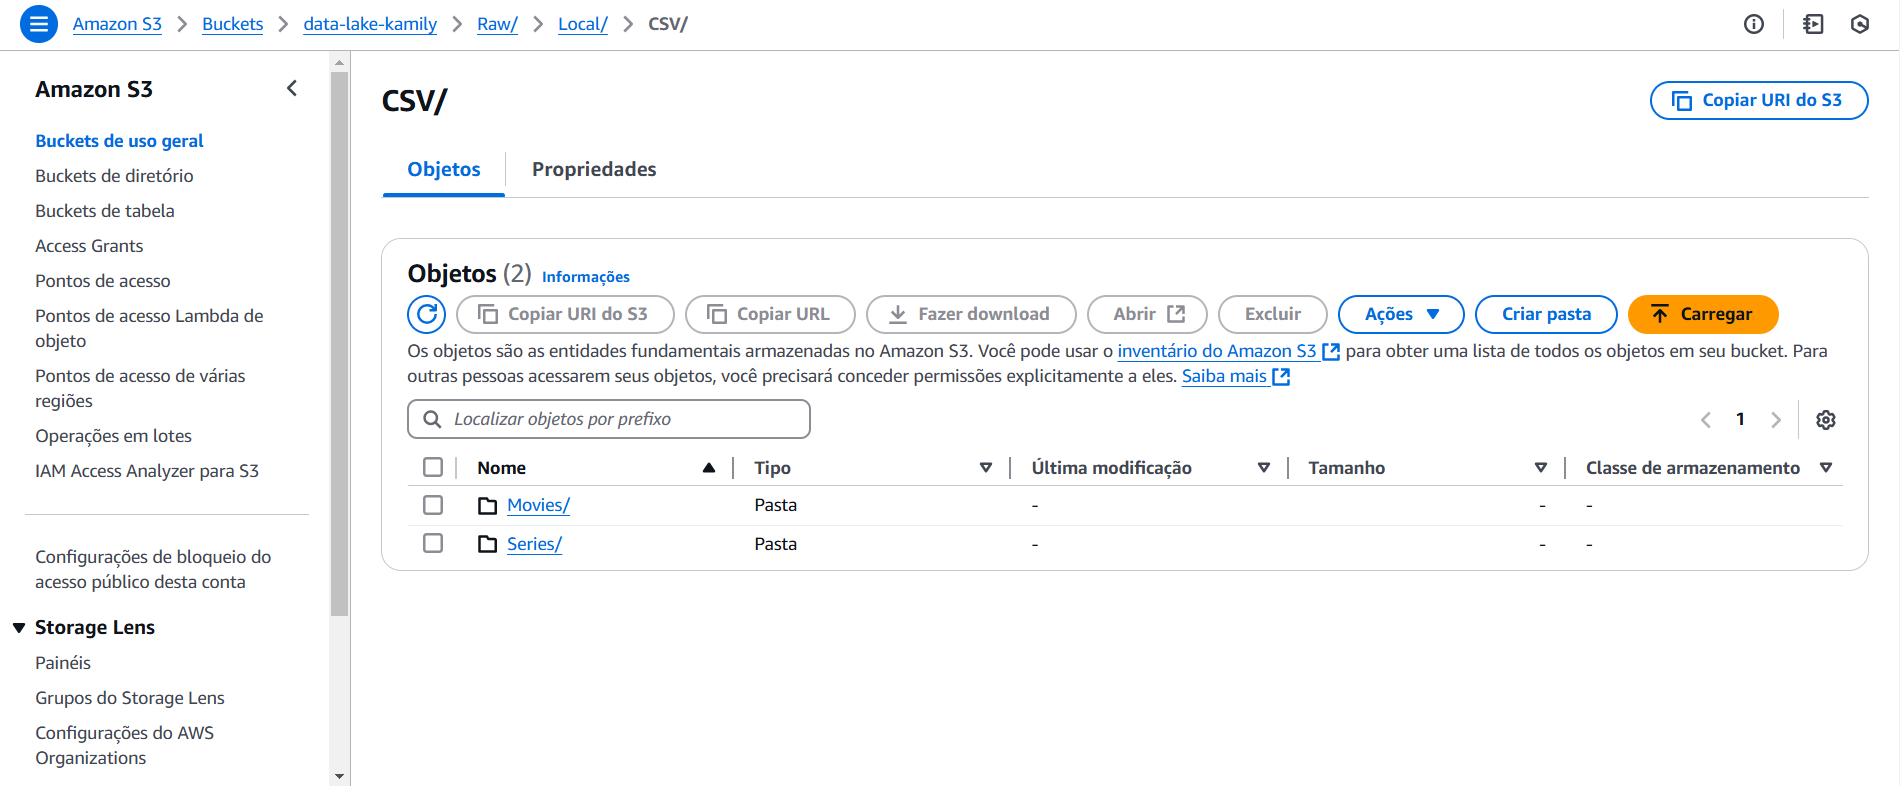 Amazon S3 > Buckets > data-lake-kamily > Raw/ > Local/ > CSV/
Amazon S3
Buckets de uso geral
Buckets de diretório
Buckets de tabela
Access Grants
Pontos de acesso
Pontos de acesso Lambda de
objeto
Pontos de acesso de várias
regiões
Operações em lotes
IAM Access Analyzer para S3
Configurações de bloqueio do
acesso público desta conta
Storage Lens
Painéis
Grupos do Storage Lens
Configurações do AWS
Organizations
CSV/
Copiar URI do S3
Objetos Propriedades
Objetos (2) Informações
Copiar URI do S3 Copiar URL Fazer download Abrir Excluir Ações Criar pasta Carregar
Os objetos são as entidades fundamentais armazenadas no Amazon S3. Você pode usar o inventário do Amazon S3 para obter uma lista de todos os objetos em seu bucket. Para
outras pessoas acessarem seus objetos, você precisará conceder permissões explicitamente a eles. Saiba mais
Localizar objetos por prefixo
1
Nome Tipo Última modificação Tamanho Classe de armazenamento
Movies/ Pasta - - -
Series/ Pasta - - -